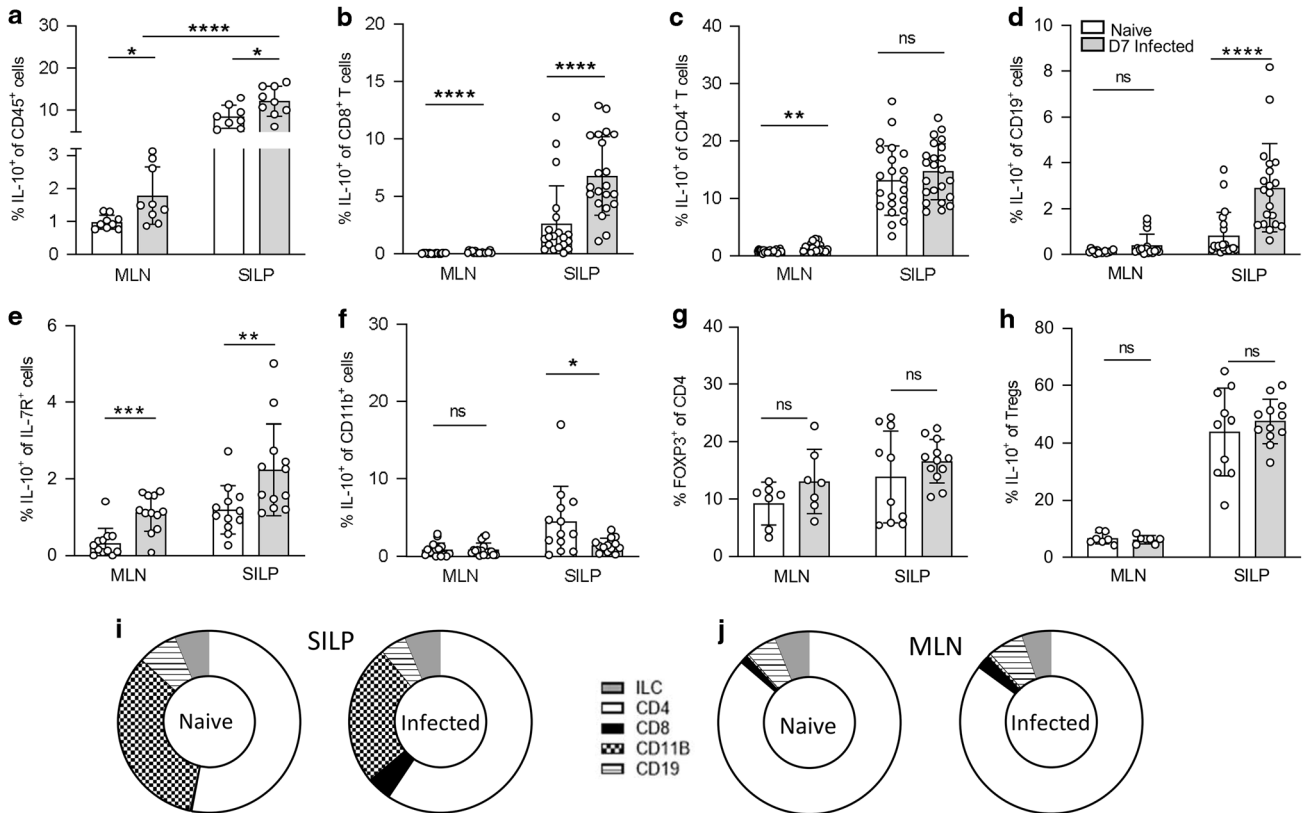 a
% IL-10⁺ of CD45⁺ cells
30
20
10
0
3
2
1
0
****
*
*
MLN
SILP
b
% IL-10⁺ of CD8⁺ T cells
20
15
10
5
0
****
****
MLN
SILP
c
% IL-10⁺ of CD4⁺ T cells
40
30
20
10
0
**
ns
MLN
SILP
d
Naive
D7 Infected
% IL-10⁺ of CD19⁺ cells
10
8
6
4
2
0
ns
****
MLN
SILP
e
% IL-10⁺ of IL-7R⁺ cells
6
4
2
0
***
**
MLN
SILP
f
% IL-10⁺ of CD11b⁺ cells
30
20
10
0
ns
*
MLN
SILP
g
% FOXP3⁺ of CD4
40
30
20
10
0
ns
ns
MLN
SILP
h
% IL-10⁺ of Tregs
80
60
40
20
0
ns
ns
MLN
SILP
i
SILP
Naive
Infected
ILC
CD4
CD8
CD11B
CD19
j
MLN
Naive
Infected